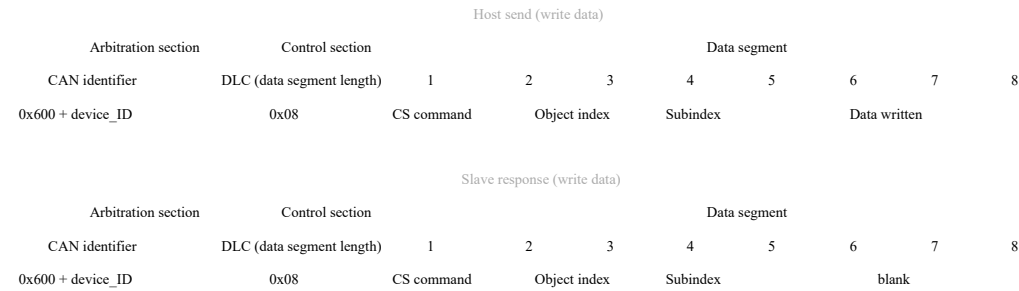 Host send (write data)
Arbitration section Control section Data segment
CAN identifier DLC (data segment length) 1 2 3 4 5 6 7 8
0x600 + device_ID 0x08 CS command Object index Subindex Data written
Slave response (write data)
Arbitration section Control section Data segment
CAN identifier DLC (data segment length) 1 2 3 4 5 6 7 8
0x600 + device_ID 0x08 CS command Object index Subindex blank